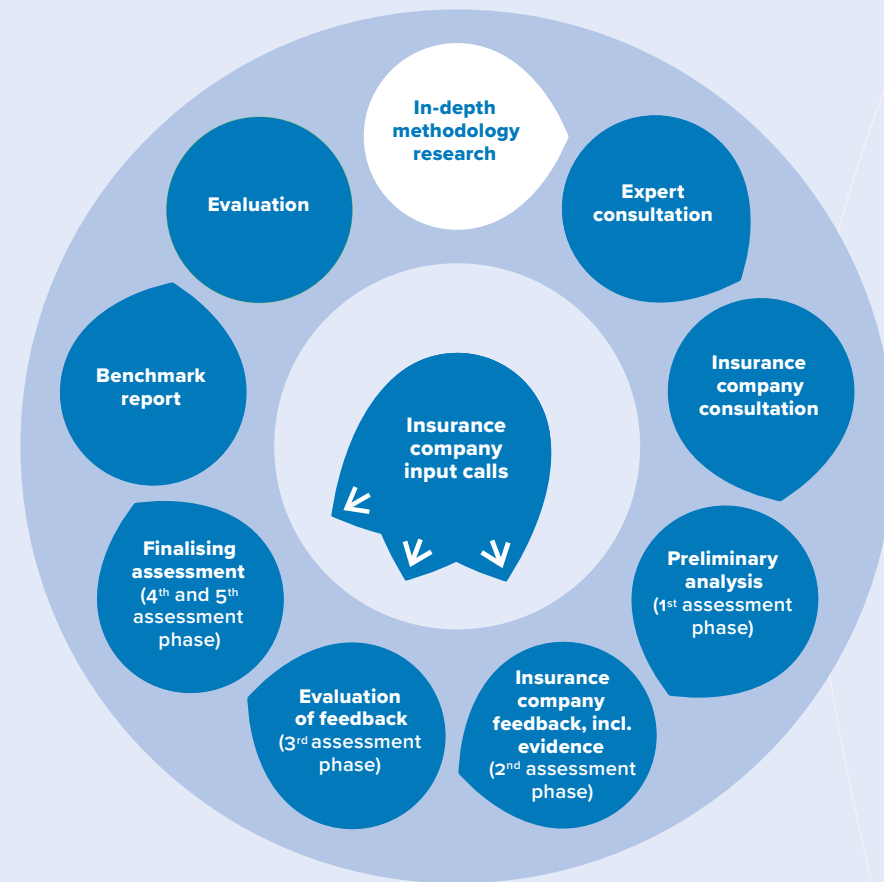 In-depth
methodology
research
Expert
consultation
Insurance
company
consultation
Preliminary
analysis
(1st assessment
phase)
Insurance
company
feedback, incl.
evidence
(2nd assessment
phase)
Evaluation
of feedback
(3rd assessment
phase)
Finalising
assessment
(4th and 5th
assessment
phase)
Benchmark
report
Evaluation
Insurance
company
input calls